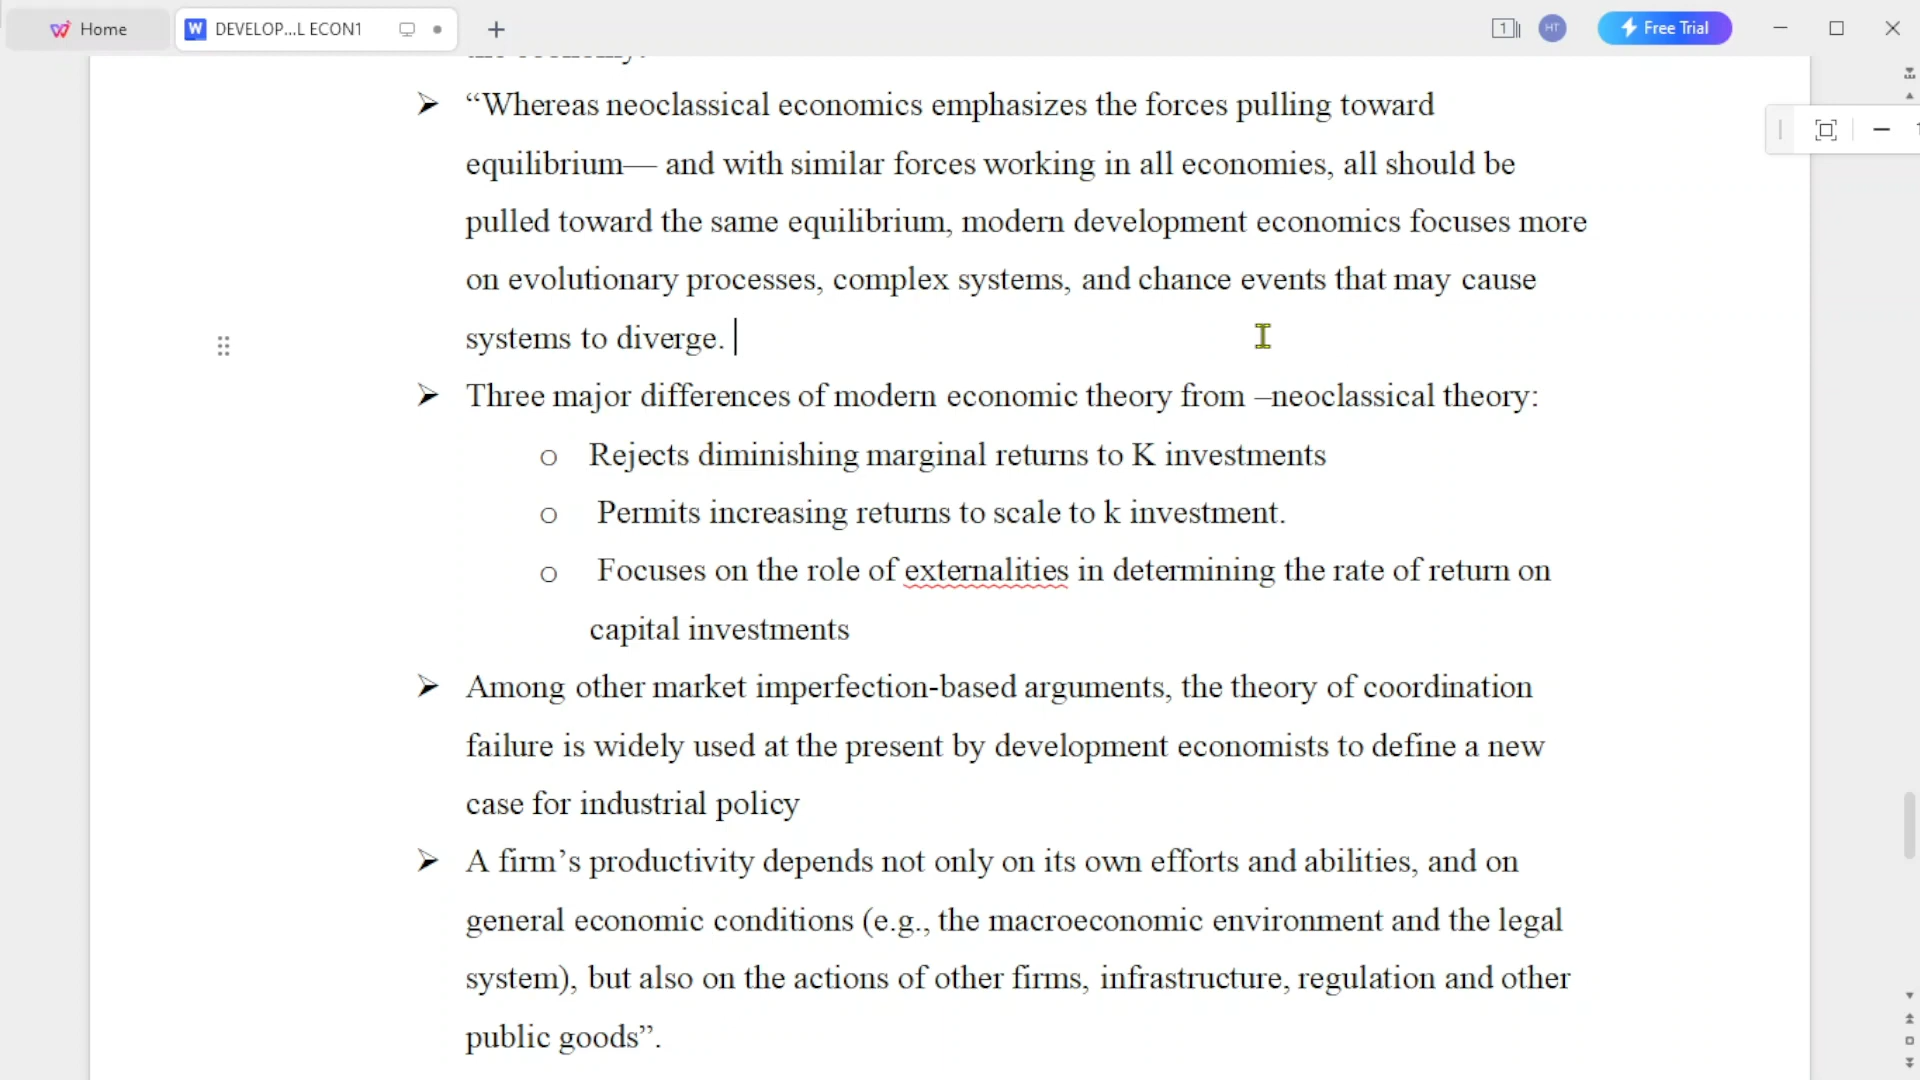 Home
W DEVELOP...L ECON1
1
HT
Free Trial
➢ “Whereas neoclassical economics emphasizes the forces pulling toward
equilibrium— and with similar forces working in all economies, all should be
pulled toward the same equilibrium, modern development economics focuses more
on evolutionary processes, complex systems, and chance events that may cause
systems to diverge.
➢ Three major differences of modern economic theory from –neoclassical theory:
o Rejects diminishing marginal returns to K investments
o Permits increasing returns to scale to k investment.
o Focuses on the role of externalities in determining the rate of return on
capital investments
➢ Among other market imperfection-based arguments, the theory of coordination
failure is widely used at the present by development economists to define a new
case for industrial policy
➢ A firm’s productivity depends not only on its own efforts and abilities, and on
general economic conditions (e.g., the macroeconomic environment and the legal
system), but also on the actions of other firms, infrastructure, regulation and other
public goods”.